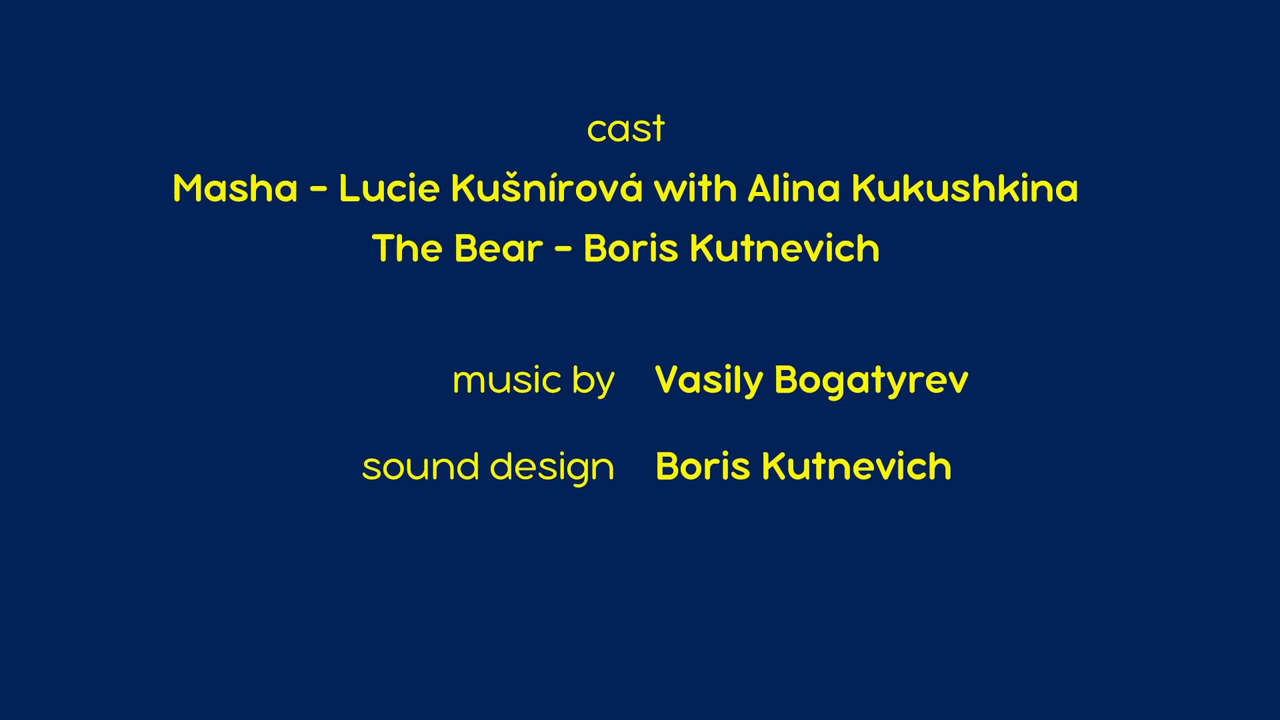 cast
Masha - Lucie Kušnírová with Alina Kukushkina
The Bear - Boris Kutnevich
music by Vasily Bogatyrev
sound design Boris Kutnevich